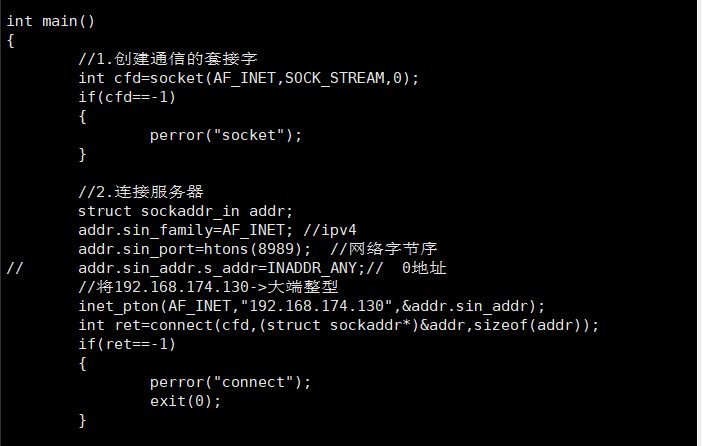 int main()
{
        //1.创建通信的套接字
        int cfd=socket(AF_INET,SOCK_STREAM,0);
        if(cfd==-1)
        {
                perror("socket");
        }

        //2.连接服务器
        struct sockaddr_in addr;
        addr.sin_family=AF_INET; //ipv4
        addr.sin_port=htons(8989);  //网络字节序
//      addr.sin_addr.s_addr=INADDR_ANY;//  0地址
        //将192.168.174.130->大端整型
        inet_pton(AF_INET,"192.168.174.130",&addr.sin_addr);
        int ret=connect(cfd,(struct sockaddr*)&addr,sizeof(addr));
        if(ret==-1)
        {
                perror("connect");
                exit(0);
        }